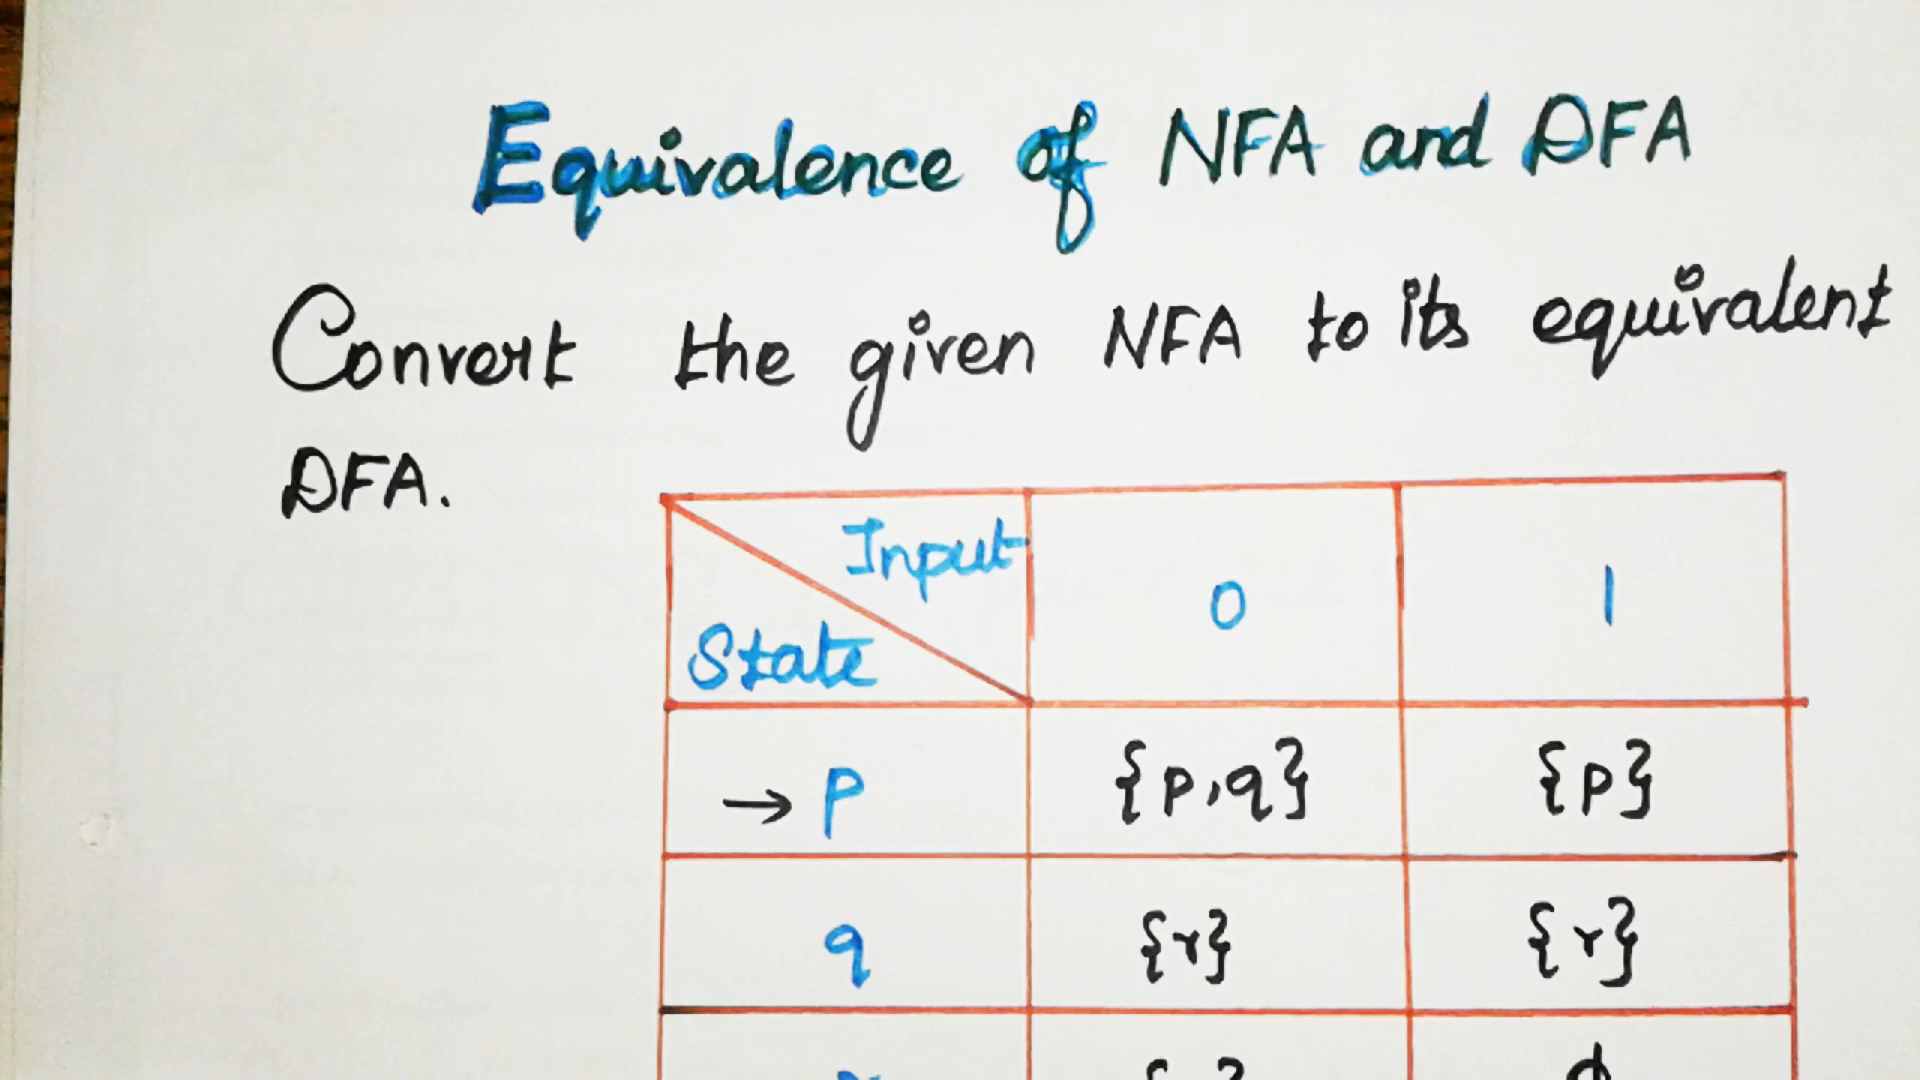 Equivalence of NFA and DFA
Convert the given NFA to its equivalent
DFA.
Input
State
0 1
→ p {p,q} {p}
q {r} {r}
ϕ